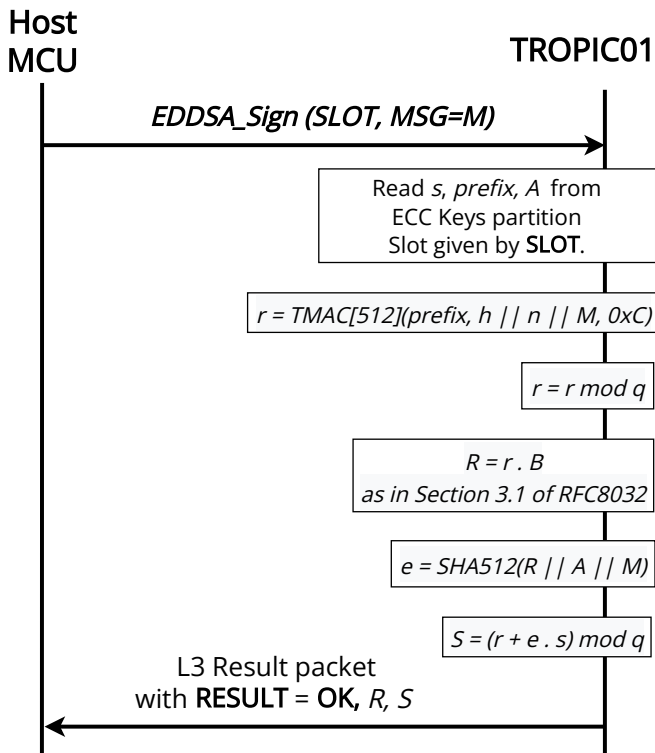 Host
MCU
TROPIC01
EDDSA_Sign (SLOT, MSG=M)
Read s, prefix, A from
ECC Keys partition
Slot given by SLOT.
r = TMAC[512](prefix, h || n || M, 0xC)
r = r mod q
R = r . B
as in Section 3.1 of RFC8032
e = SHA512(R || A || M)
S = (r + e . s) mod q
L3 Result packet
with RESULT = OK, R, S